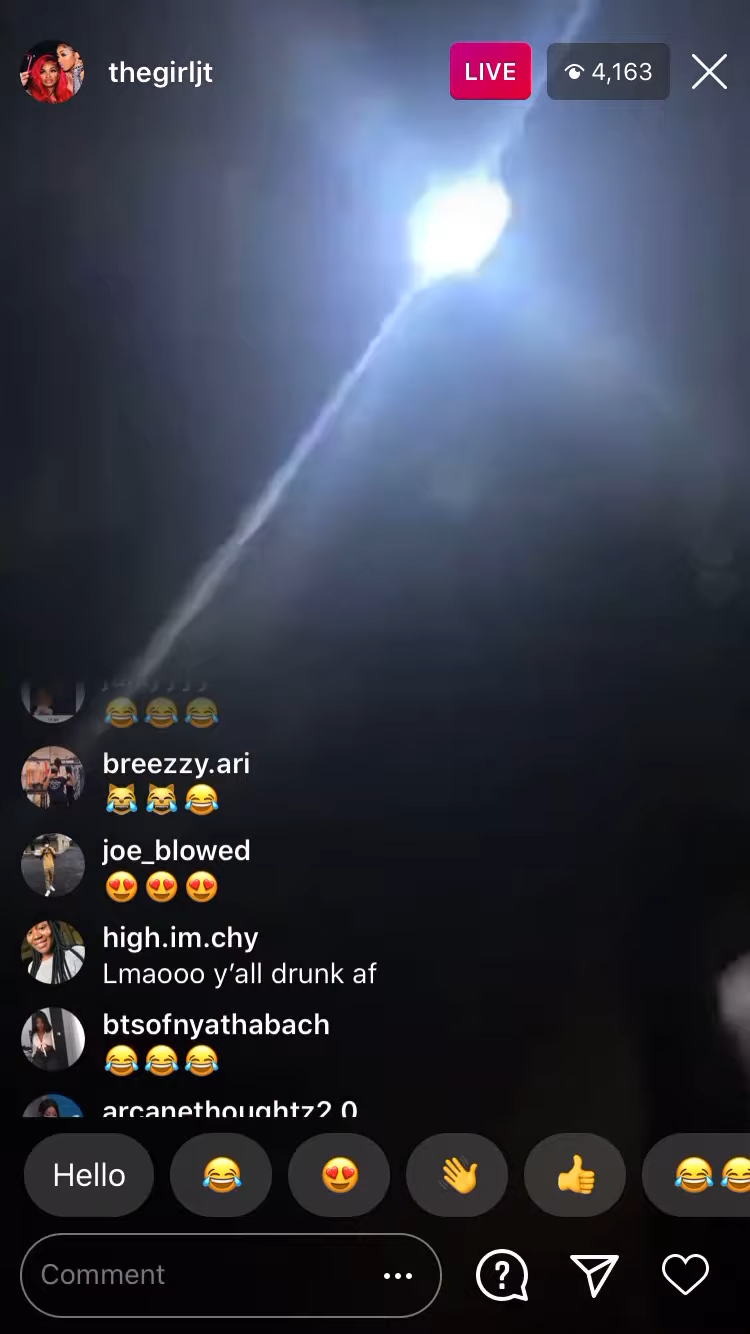 thegirljt
LIVE
4,163
😂😂😂
breezzy.ari
😹😹😂
joe_blowed
😍😍😍
high.im.chy
Lmaooo y’all drunk af
btsofnyathabach
😂😂😂
arcanethoughtz2.0
Hello
😂
😍
👋
👍
😂😂
Comment